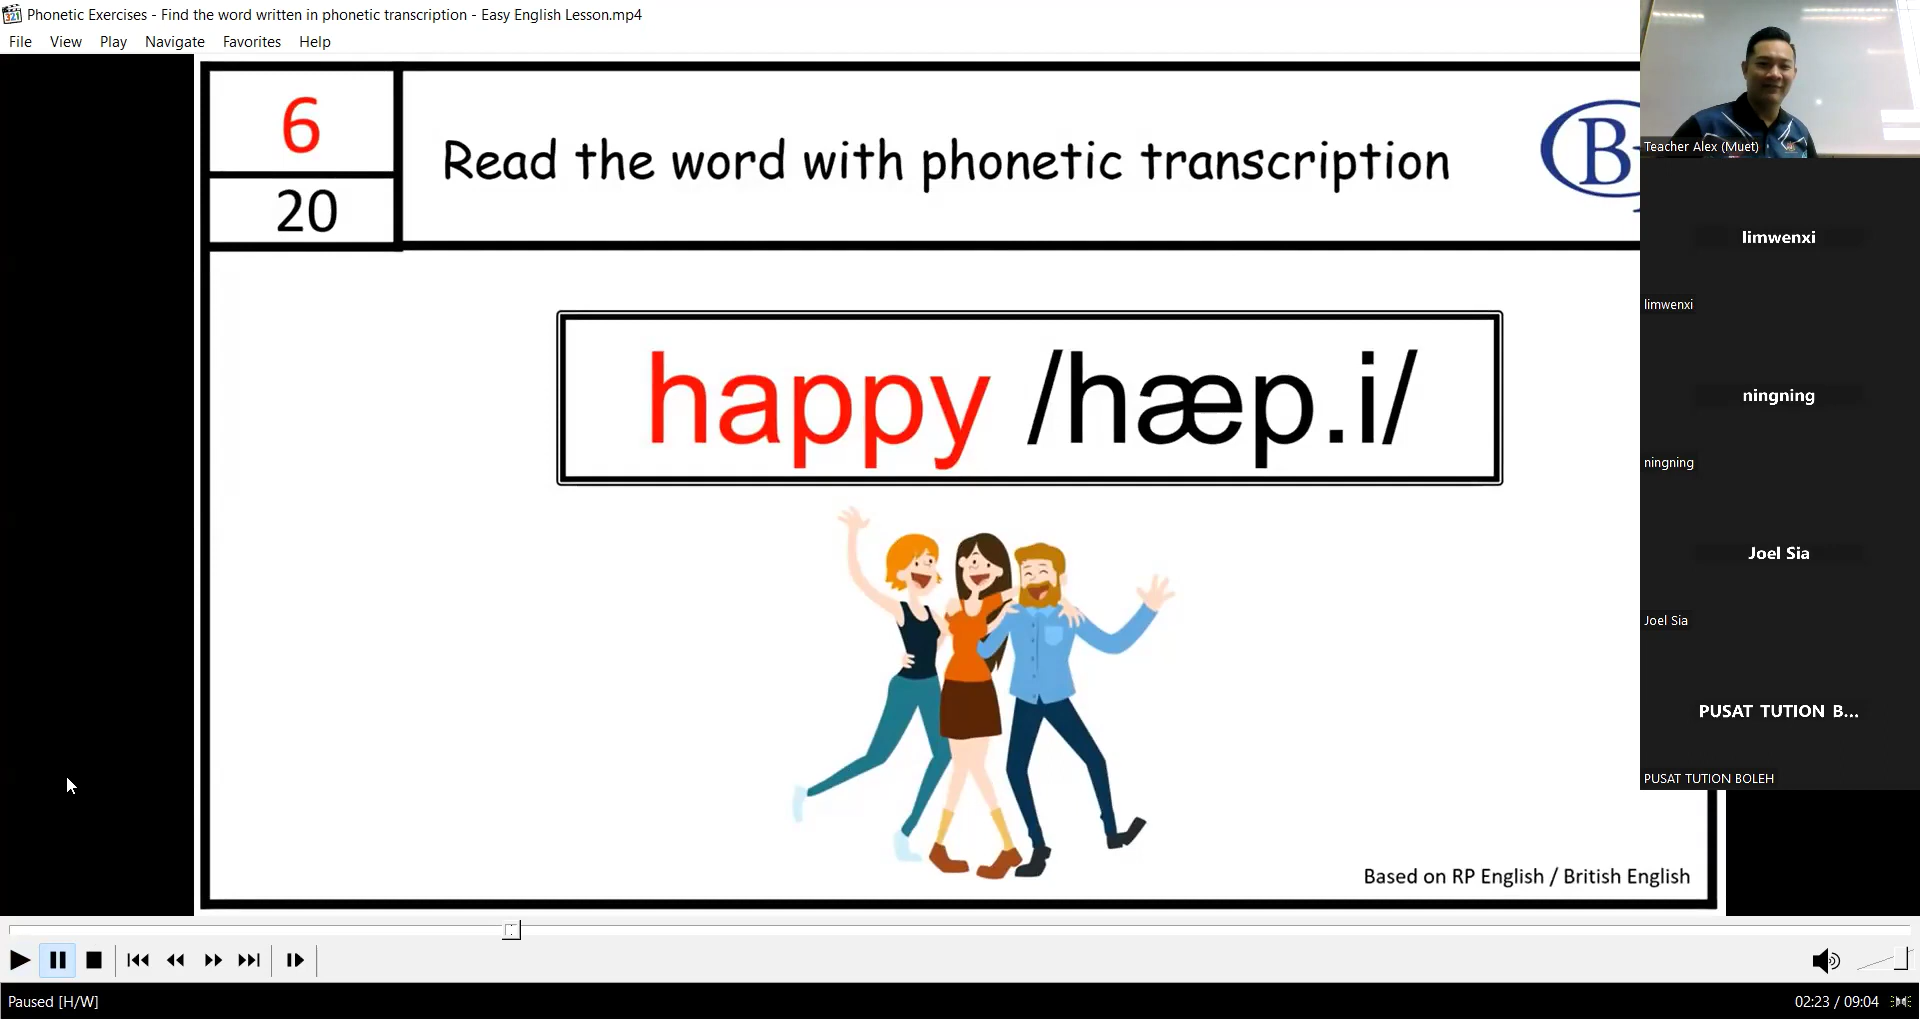 Phonetic Exercises - Find the word written in phonetic transcription - Easy English Lesson.mp4
File View Play Navigate Favorites Help
6
20
Read the word with phonetic transcription
B
happy /hæp.i/
Based on RP English / British English
Teacher Alex (Muet)
limwenxi
limwenxi
ningning
ningning
Joel Sia
Joel Sia
PUSAT TUTION B...
PUSAT TUTION BOLEH
Paused [H/W]
02:23 / 09:04